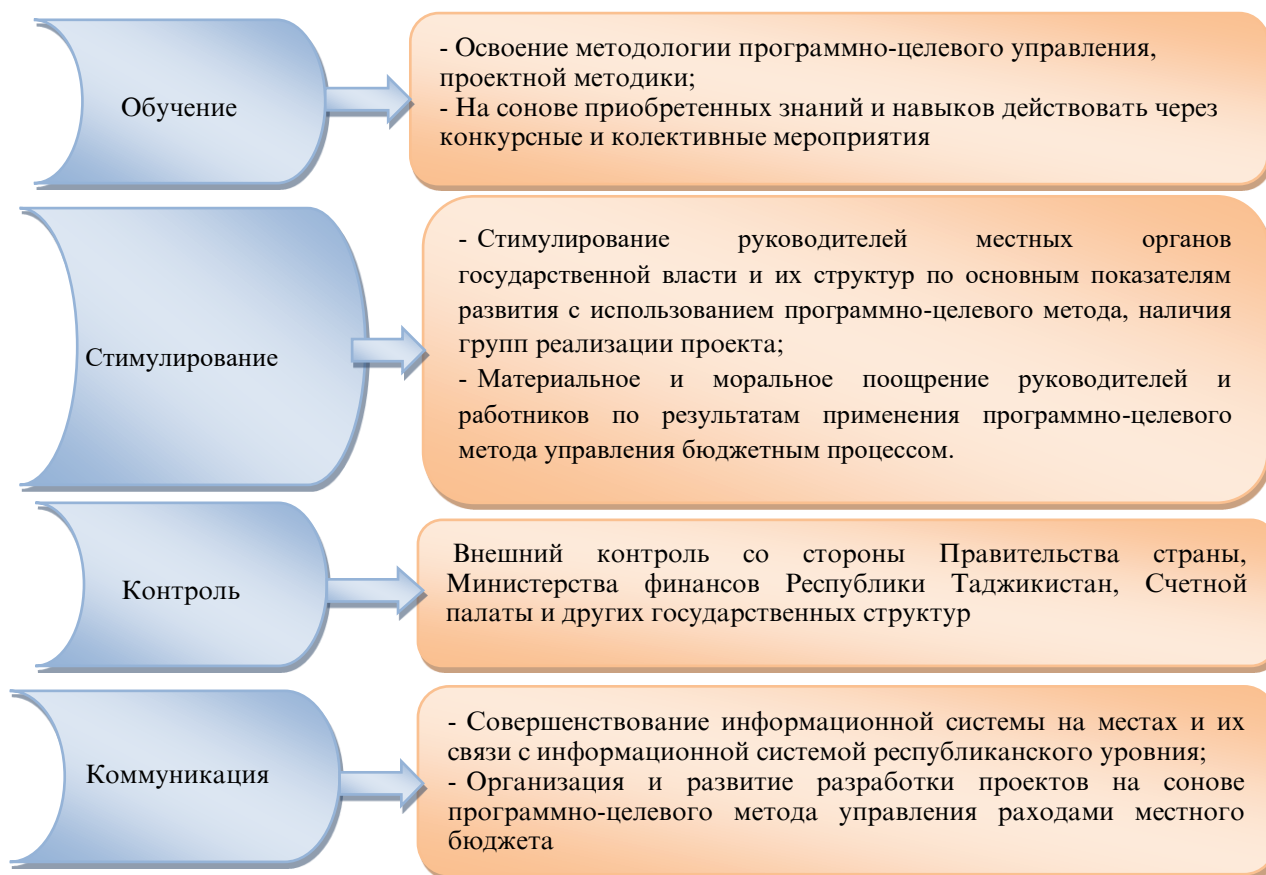 Обучение
- Освоение методологии программно-целевого управления,
проектной методики;
- На сонове приобретенных знаний и навыков действовать через
конкурсные и колективные мероприятия
Стимулирование
- Стимулирование руководителей местных органов
государственной власти и их структур по основным показателям
развития с использованием программно-целевого метода, наличия
групп реализации проекта;
- Материальное и моральное поощрение руководителей и
работников по результатам применения программно-целевого
метода управления бюджетным процессом.
Контроль
Внешний контроль со стороны Правительства страны,
Министерства финансов Республики Таджикистан, Счетной
палаты и других государственных структур
Коммуникация
- Совершенствование информационной системы на местах и их
связи с информационной системой республиканского уровния;
- Организация и развитие разработки проектов на сонове
программно-целевого метода управления раходами местного
бюджета